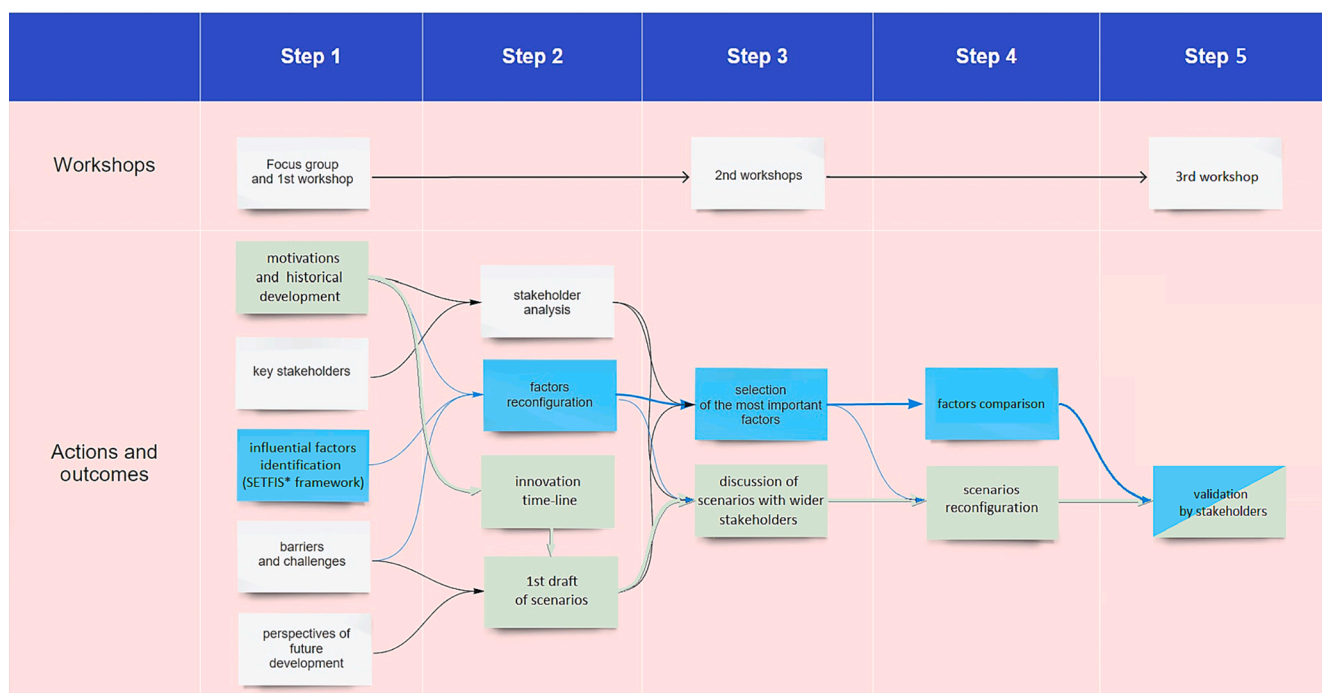 Step 1
Step 2
Step 3
Step 4
Step 5
Workshops
Focus group
and 1st workshop
2nd workshops
3rd workshop
Actions and
outcomes
motivations
and historical
development
key stakeholders
influential factors
identification
(SETFIS* framework)
barriers
and challenges
perspectives of
future
development
stakeholder
analysis
factors
reconfiguration
innovation
time-line
1st draft
of scenarios
selection
of the most important
factors
discussion of
scenarios with wider
stakeholders
factors comparison
scenarios
reconfiguration
validation
by stakeholders